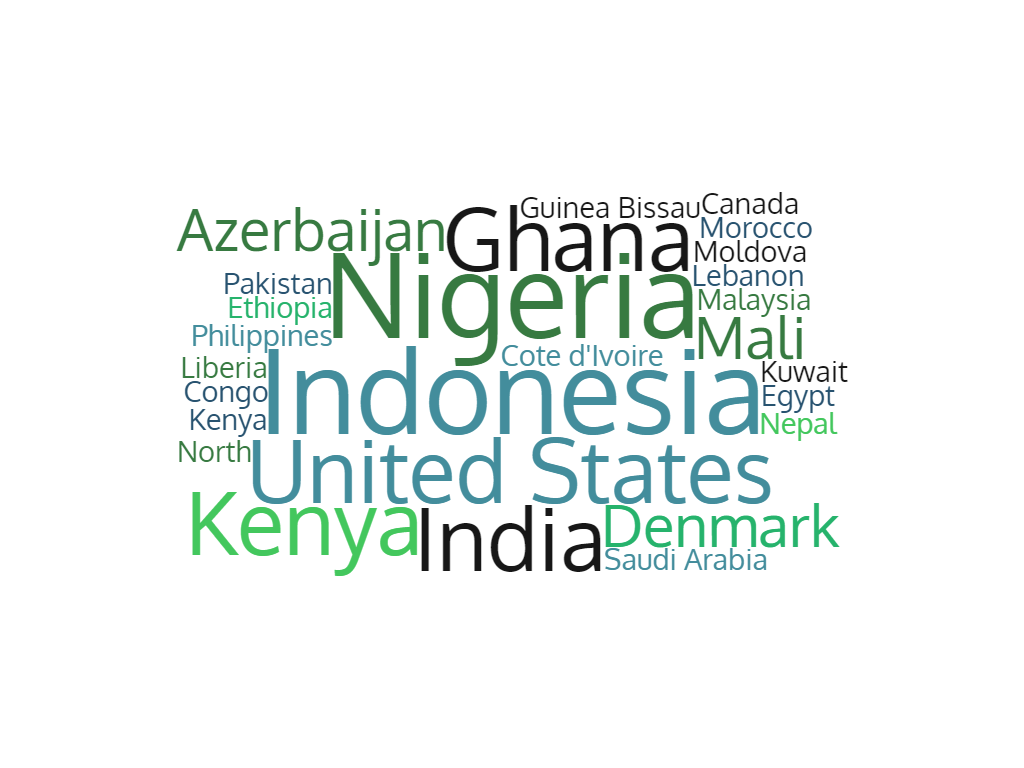 Guinea Bissau
Canada
Azerbaijan
Ghana
Morocco
Moldova
Pakistan
Nigeria
Lebanon
Ethiopia
Malaysia
Philippines
Mali
Cote d'Ivoire
Liberia
Indonesia
Kuwait
Congo
Egypt
Kenya
Nepal
North
United States
Kenya
India
Denmark
Saudi Arabia